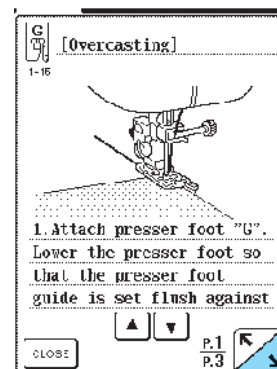 G
[Overcasting]
1-16
1.Attach presser foot "G".
Lower the presser foot so
that the presser foot
guide is set flush against
CLOSE
P.1
P.3